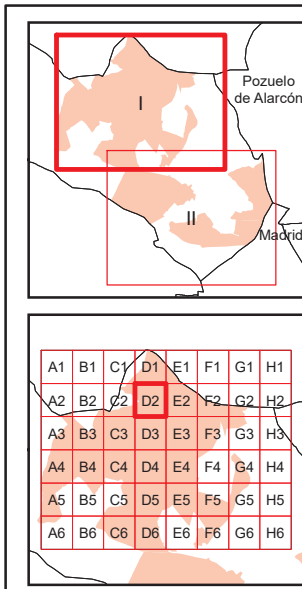 I
Pozuelo
de Alarcón
II
Madrid
A1 B1 C1 D1 E1 F1 G1 H1
A2 B2 C2 D2 E2 F2 G2 H2
A3 B3 C3 D3 E3 F3 G3 H3
A4 B4 C4 D4 E4 F4 G4 H4
A5 B5 C5 D5 E5 F5 G5 H5
A6 B6 C6 D6 E6 F6 G6 H6